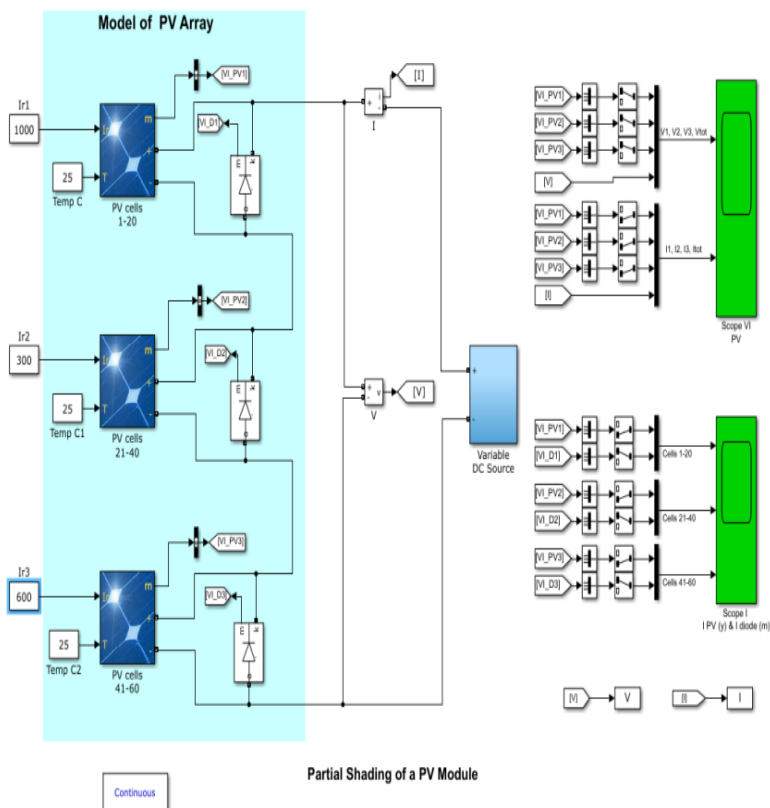 Model of PV Array
Ir1
1000
Ir
T
m
+
-
25
Temp C
PV cells
1-20
[VI_PV1]
[VI_D1]
m
k
a
[I]
+
i
-
I
Ir2
300
Ir
T
m
+
-
25
Temp C1
PV cells
21-40
[VI_PV2]
[VI_D2]
m
k
a
+
-
v
V
[V]
+
-
Variable
DC Source
Ir3
600
Ir
T
m
+
-
25
Temp C2
PV cells
41-60
[VI_PV3]
[VI_D3]
m
k
a
[VI_PV1]
[VI_PV2]
[VI_PV3]
[V]
V1, V2, V3, Vtot
[VI_PV1]
[VI_PV2]
[VI_PV3]
[I]
I1, I2, I3, Itot
Scope VI
PV
[VI_PV1]
[VI_D1]
Cells 1-20
[VI_PV2]
[VI_D2]
Cells 21-40
[VI_PV3]
[VI_D3]
Cells 41-60
Scope I
I PV (y) & I diode (m)
[V]
V
[I]
I
Partial Shading of a PV Module
Continuous